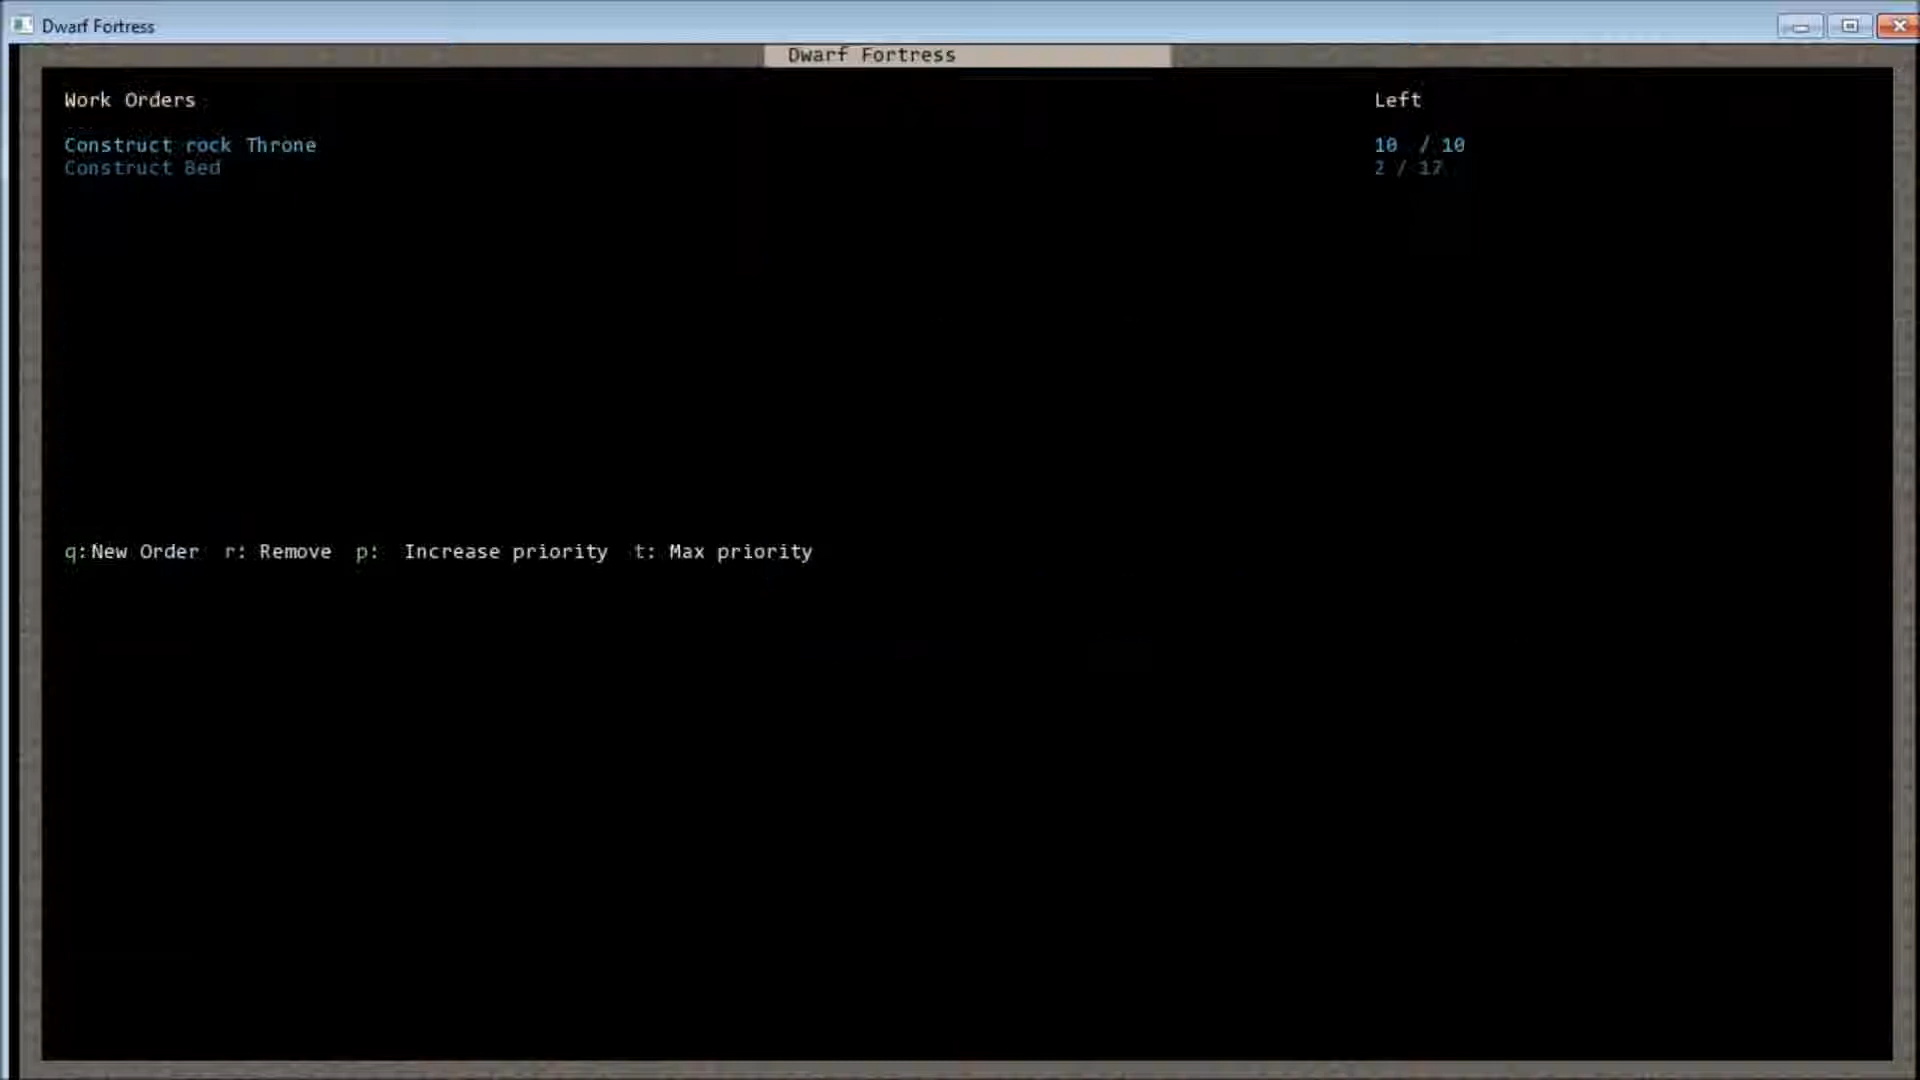 Dwarf Fortress
Dwarf Fortress
Work Orders Left
Construct rock Throne 10 / 10
Construct Bed 2 / 17
q:New Order r: Remove p: Increase priority t: Max priority